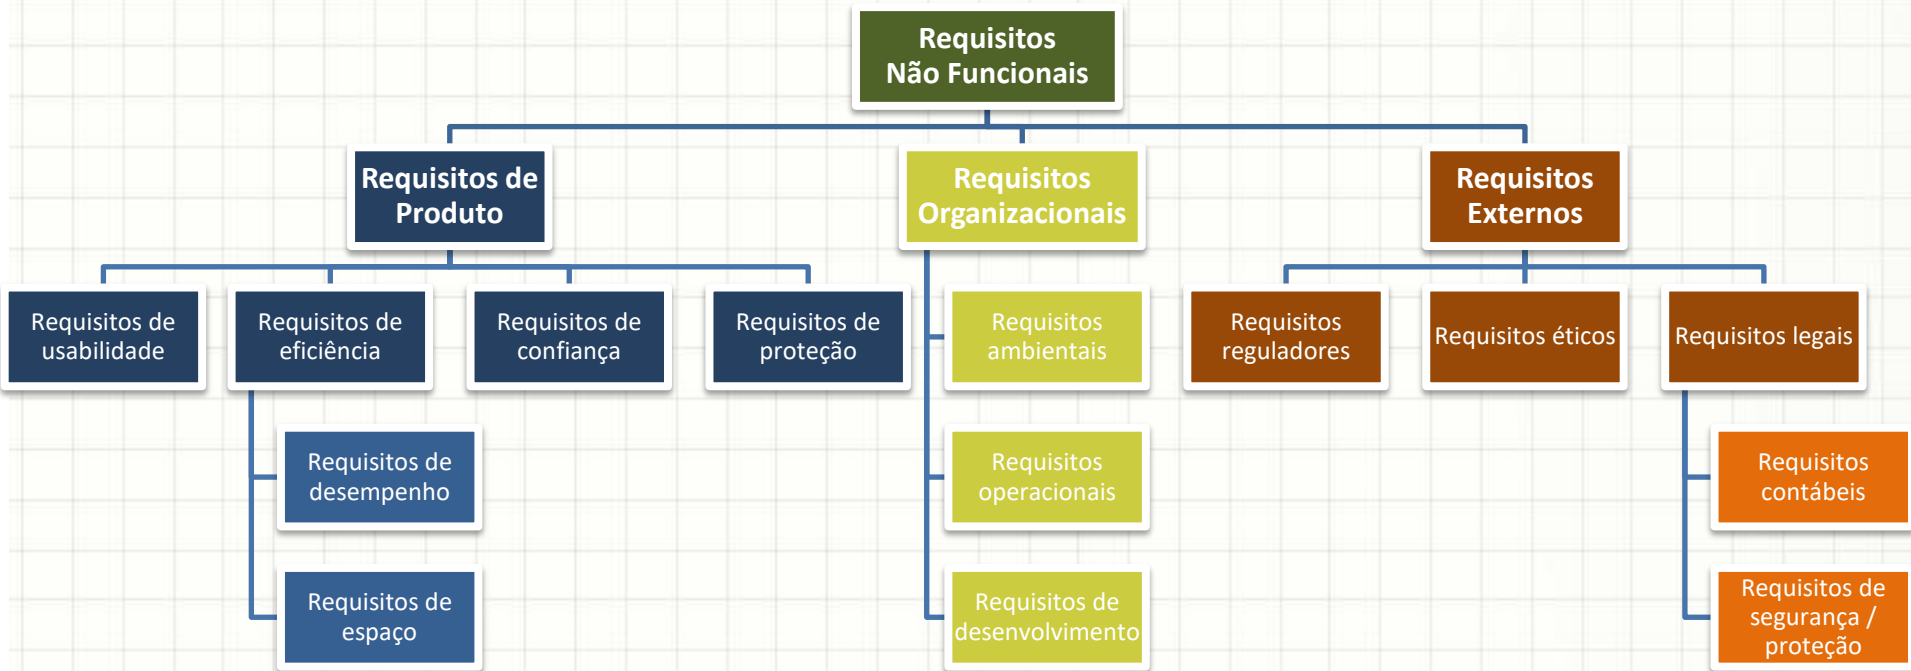 Requisitos
Não Funcionais
Requisitos de
Produto
Requisitos
Organizacionais
Requisitos
Externos
Requisitos de
usabilidade
Requisitos de
eficiência
Requisitos de
confiança
Requisitos de
proteção
Requisitos
ambientais
Requisitos
reguladores
Requisitos éticos
Requisitos legais
Requisitos de
desempenho
Requisitos
operacionais
Requisitos
contábeis
Requisitos de
espaço
Requisitos de
desenvolvimento
Requisitos de
segurança /
proteção